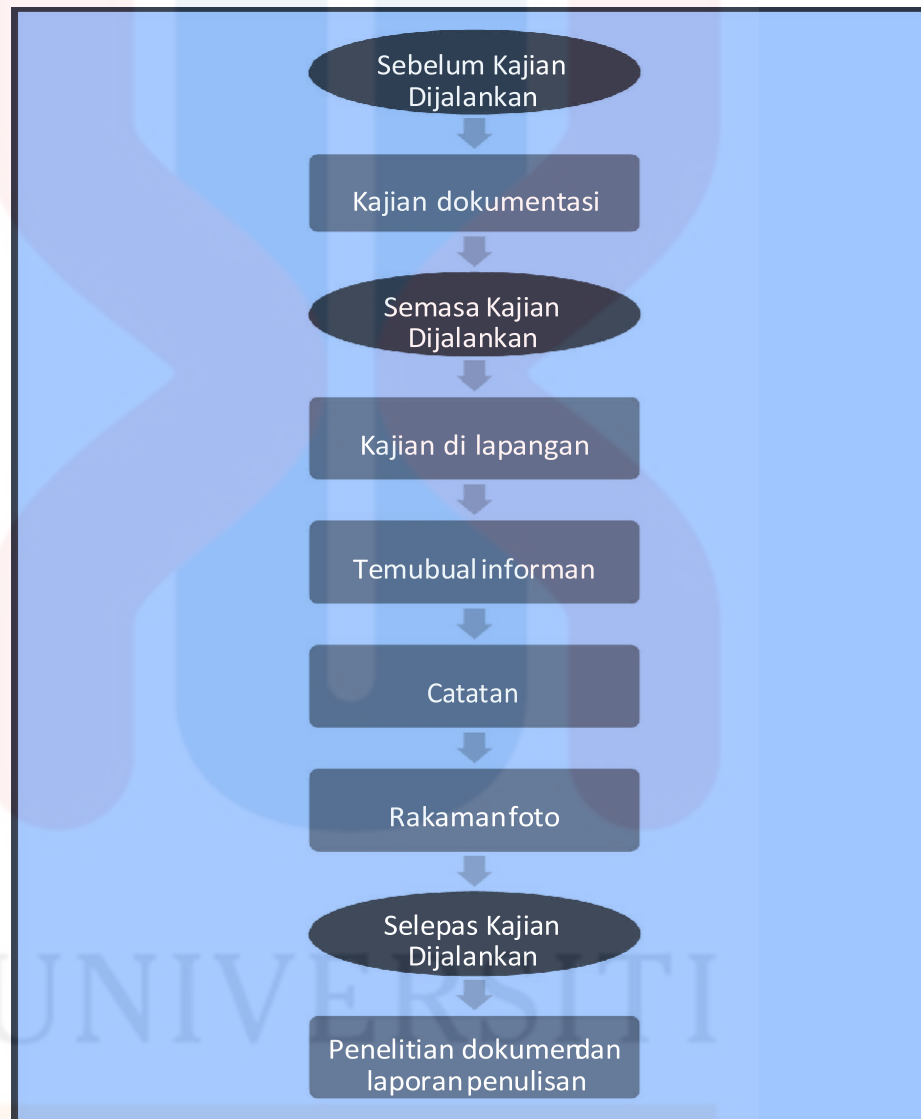 Sebelum Kajian
Dijalankan
Kajian dokumentasi
Semasa Kajian
Dijalankan
Kajian di lapangan
Temubual informan
Catatan
Rakaman foto
Selepas Kajian
Dijalankan
UNIVERSITI
Penelitian dokumen dan
laporan penulisan